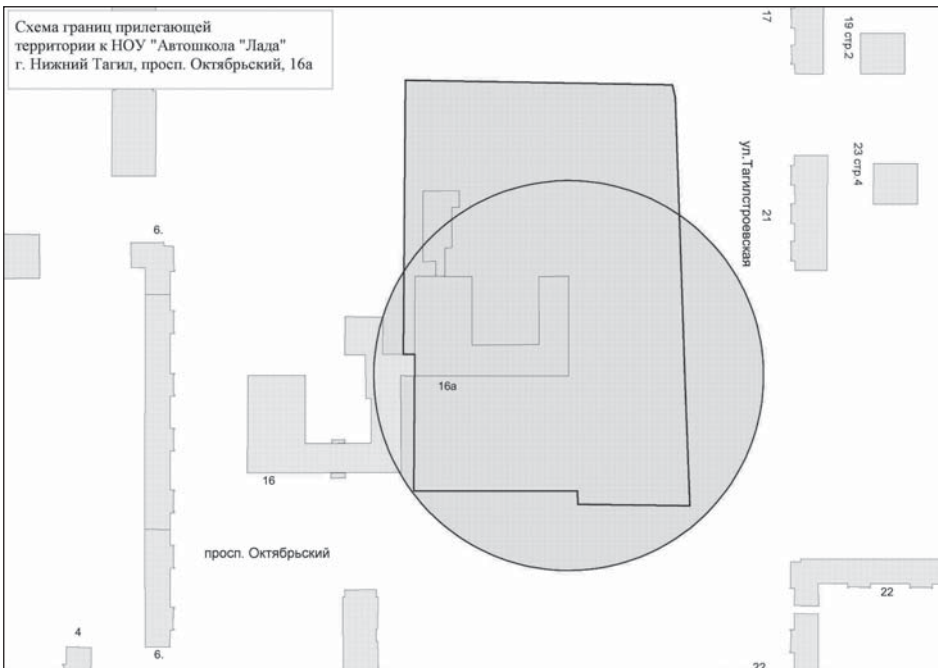 Схема границ прилегающей
территории к НОУ "Автошкола "Лада"
г. Нижний Тагил, просп. Октябрьский, 16а
17
19 стр.2
ул.Тагилстроевская
21
23 стр.4
6.
16а
16
просп. Октябрьский
22
4
6.
22